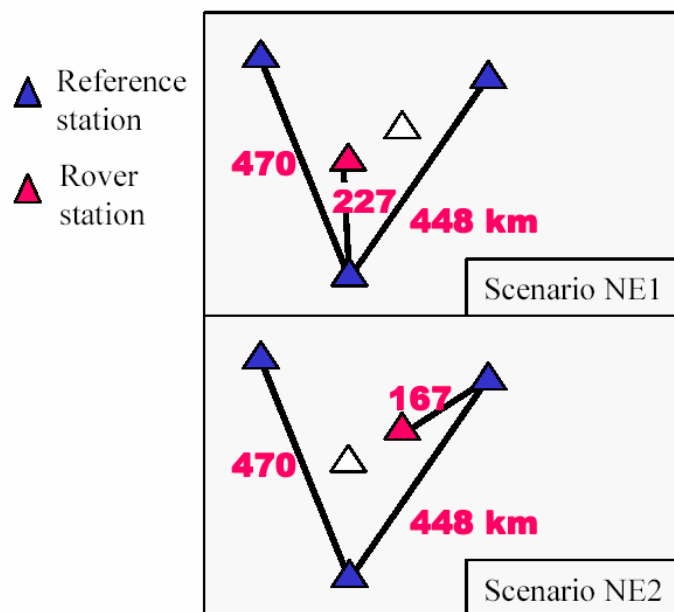 Reference
station
Rover
station
470
227
448 km
Scenario NE1
167
470
448 km
Scenario NE2